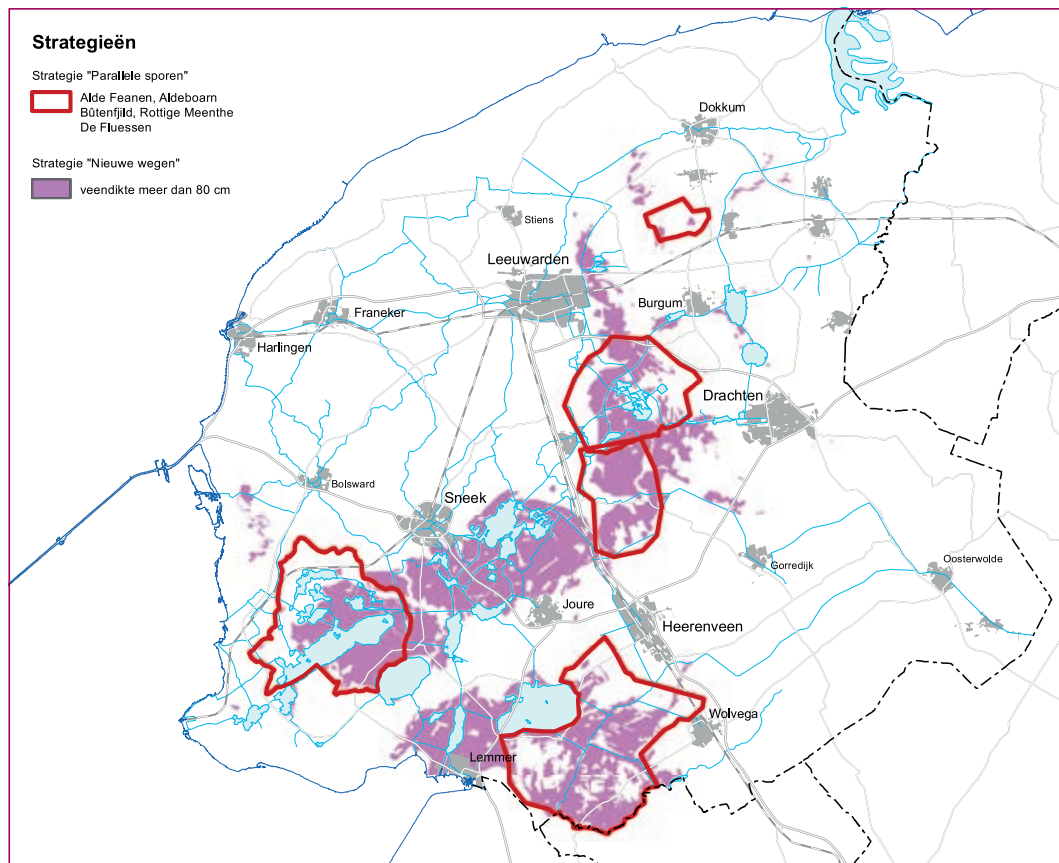 Strategieën
Strategie "Parallele sporen"
Alde Feanen, Aldeboarn
Bûtenfjild, Rottige Meenthe
De Fluessen
Strategie "Nieuwe wegen"
veendikte meer dan 80 cm
Dokkum
Stiens
Leeuwarden
Burgum
Franeker
Harlingen
Drachten
Bolsward
Sneek
Gorredijk
Oosterwolde
Joure
Heerenveen
Wolvega
Lemmer